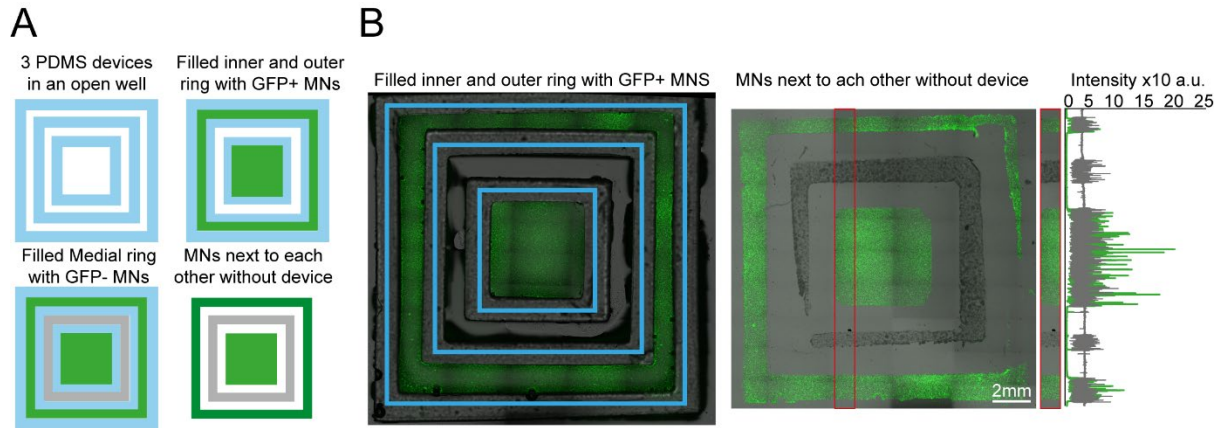 A
3 PDMS devices
in an open well
Filled inner and outer
ring with GFP+ MNs
Filled Medial ring
with GFP- MNs
MNs next to each
other without device
B
Filled inner and outer ring with GFP+ MNS
MNs next to ach other without device
2mm
Intensity x10 a.u.
0 5 10 15 20 25